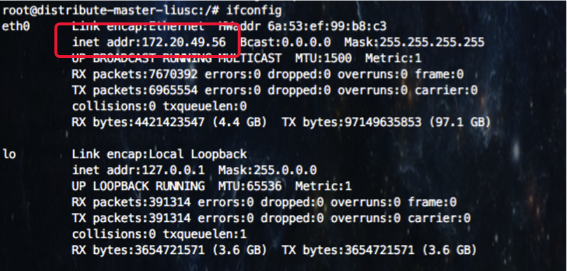 root@distribute-master-liusc:/# ifconfig
eth0 Link encap:Ethernet HWaddr 6a:53:ef:99:b8:c3
inet addr:172.20.49.56 Bcast:0.0.0.0 Mask:255.255.255.255
UP BROADCAST RUNNING MULTICAST MTU:1500 Metric:1
RX packets:7670392 errors:0 dropped:0 overruns:0 frame:0
TX packets:6965554 errors:0 dropped:0 overruns:0 carrier:0
collisions:0 txqueuelen:0
RX bytes:4421423547 (4.4 GB) TX bytes:97149635853 (97.1 GB)
lo Link encap:Local Loopback
inet addr:127.0.0.1 Mask:255.0.0.0
UP LOOPBACK RUNNING MTU:65536 Metric:1
RX packets:391314 errors:0 dropped:0 overruns:0 frame:0
TX packets:391314 errors:0 dropped:0 overruns:0 carrier:0
collisions:0 txqueuelen:1
RX bytes:3654721571 (3.6 GB) TX bytes:3654721571 (3.6 GB)